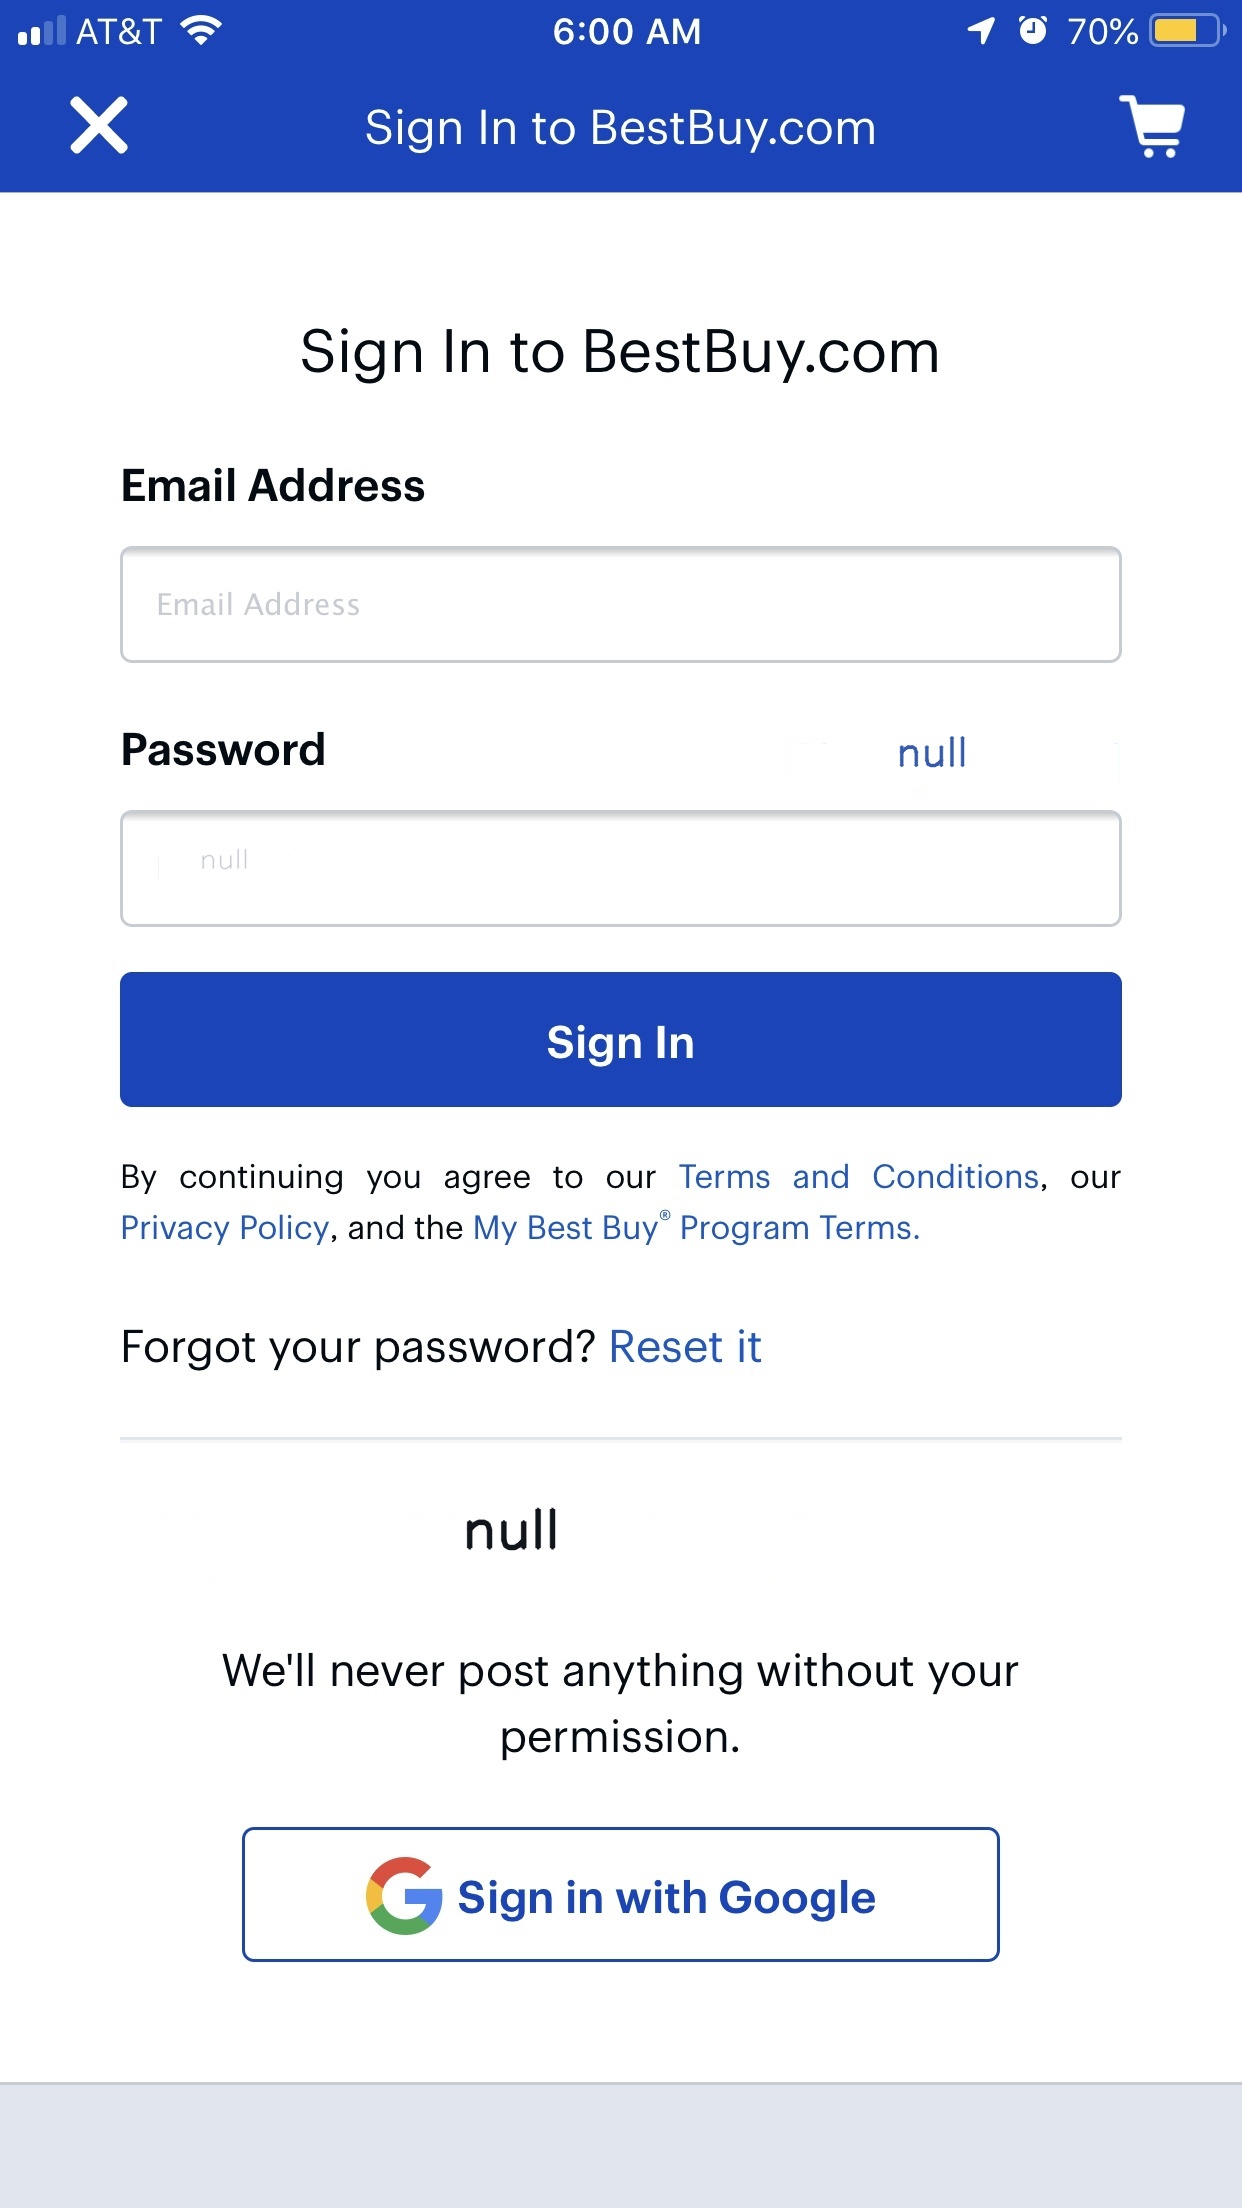 AT&T 6:00 AM 70%
Sign In to BestBuy.com
Sign In to BestBuy.com
Email Address
Email Address
Password null
null
Sign In
By continuing you agree to our Terms and Conditions, our
Privacy Policy, and the My Best Buy® Program Terms.
Forgot your password? Reset it
null
We'll never post anything without your
permission.
Sign in with Google